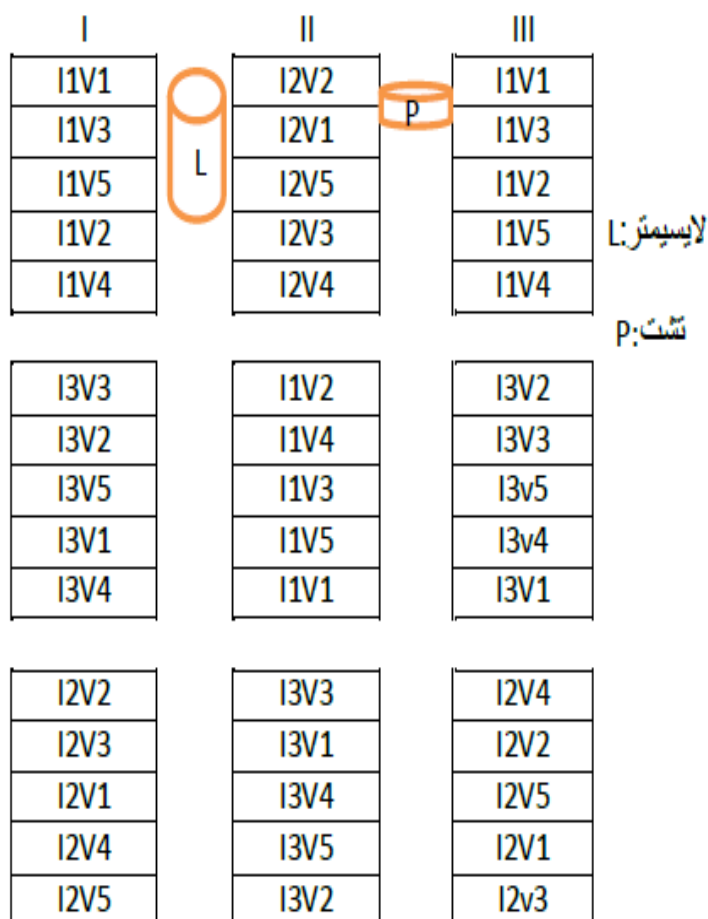 I II III
I1V1 I2V2 I1V1
I1V3 I2V1 P I1V3
I1V5 L I2V5 I1V2
I1V2 I2V3 I1V5 L:لایسیمتر
I1V4 I2V4 I1V4
P:تشت
I3V3 I1V2 I3V2
I3V2 I1V4 I3V3
I3V5 I1V3 I3v5
I3V1 I1V5 I3v4
I3V4 I1V1 I3V1
I2V2 I3V3 I2V4
I2V3 I3V1 I2V2
I2V1 I3V4 I2V5
I2V4 I3V5 I2V1
I2V5 I3V2 I2v3